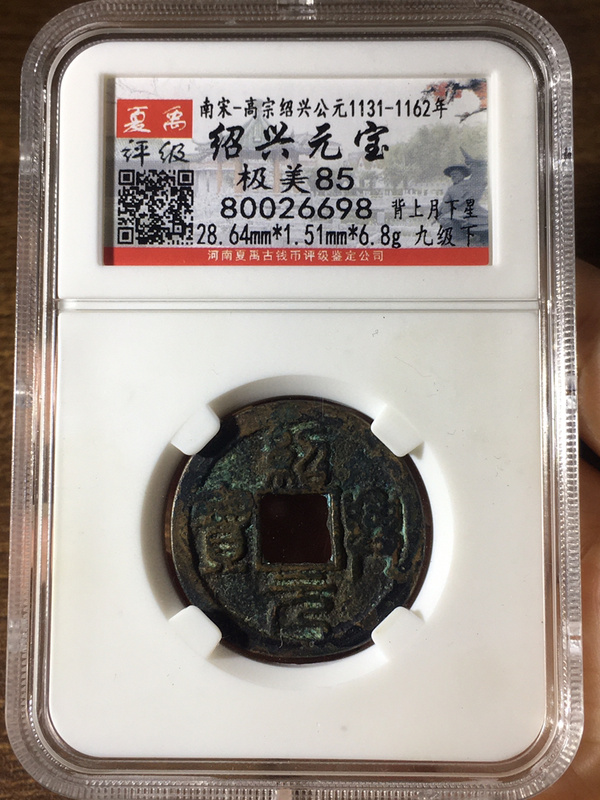 夏禹
评级
南宋-高宗绍兴公元1131-1162年
绍兴元宝
极美85
80026698 背上月下星
28.64mm*1.51mm*6.8g 九级下
河南夏禹古钱币评级鉴定公司
紹興元寳